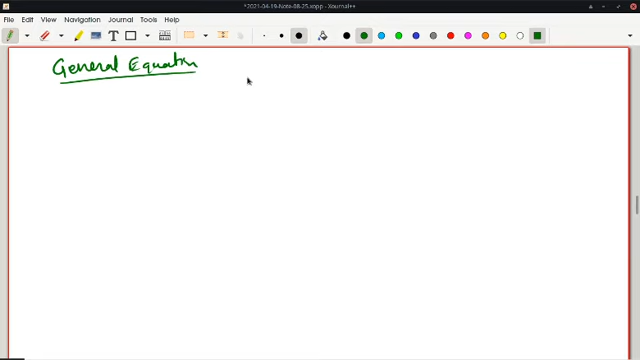 *2021-04-19-Note-08-25.xopp - Xournal++
File Edit View Navigation Journal Tools Help
General Equation